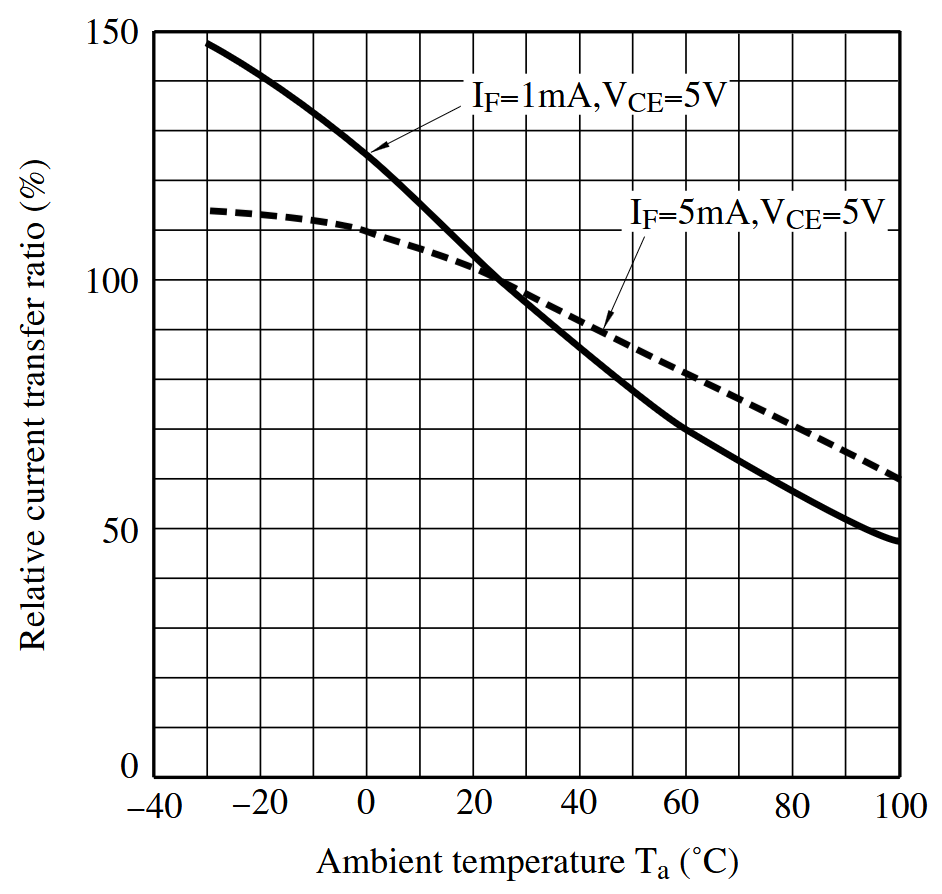 150
100
50
0
Relative current transfer ratio (%)
IF=1mA,VCE=5V
IF=5mA,VCE=5V
−40 −20 0 20 40 60 80 100
Ambient temperature Ta (˚C)